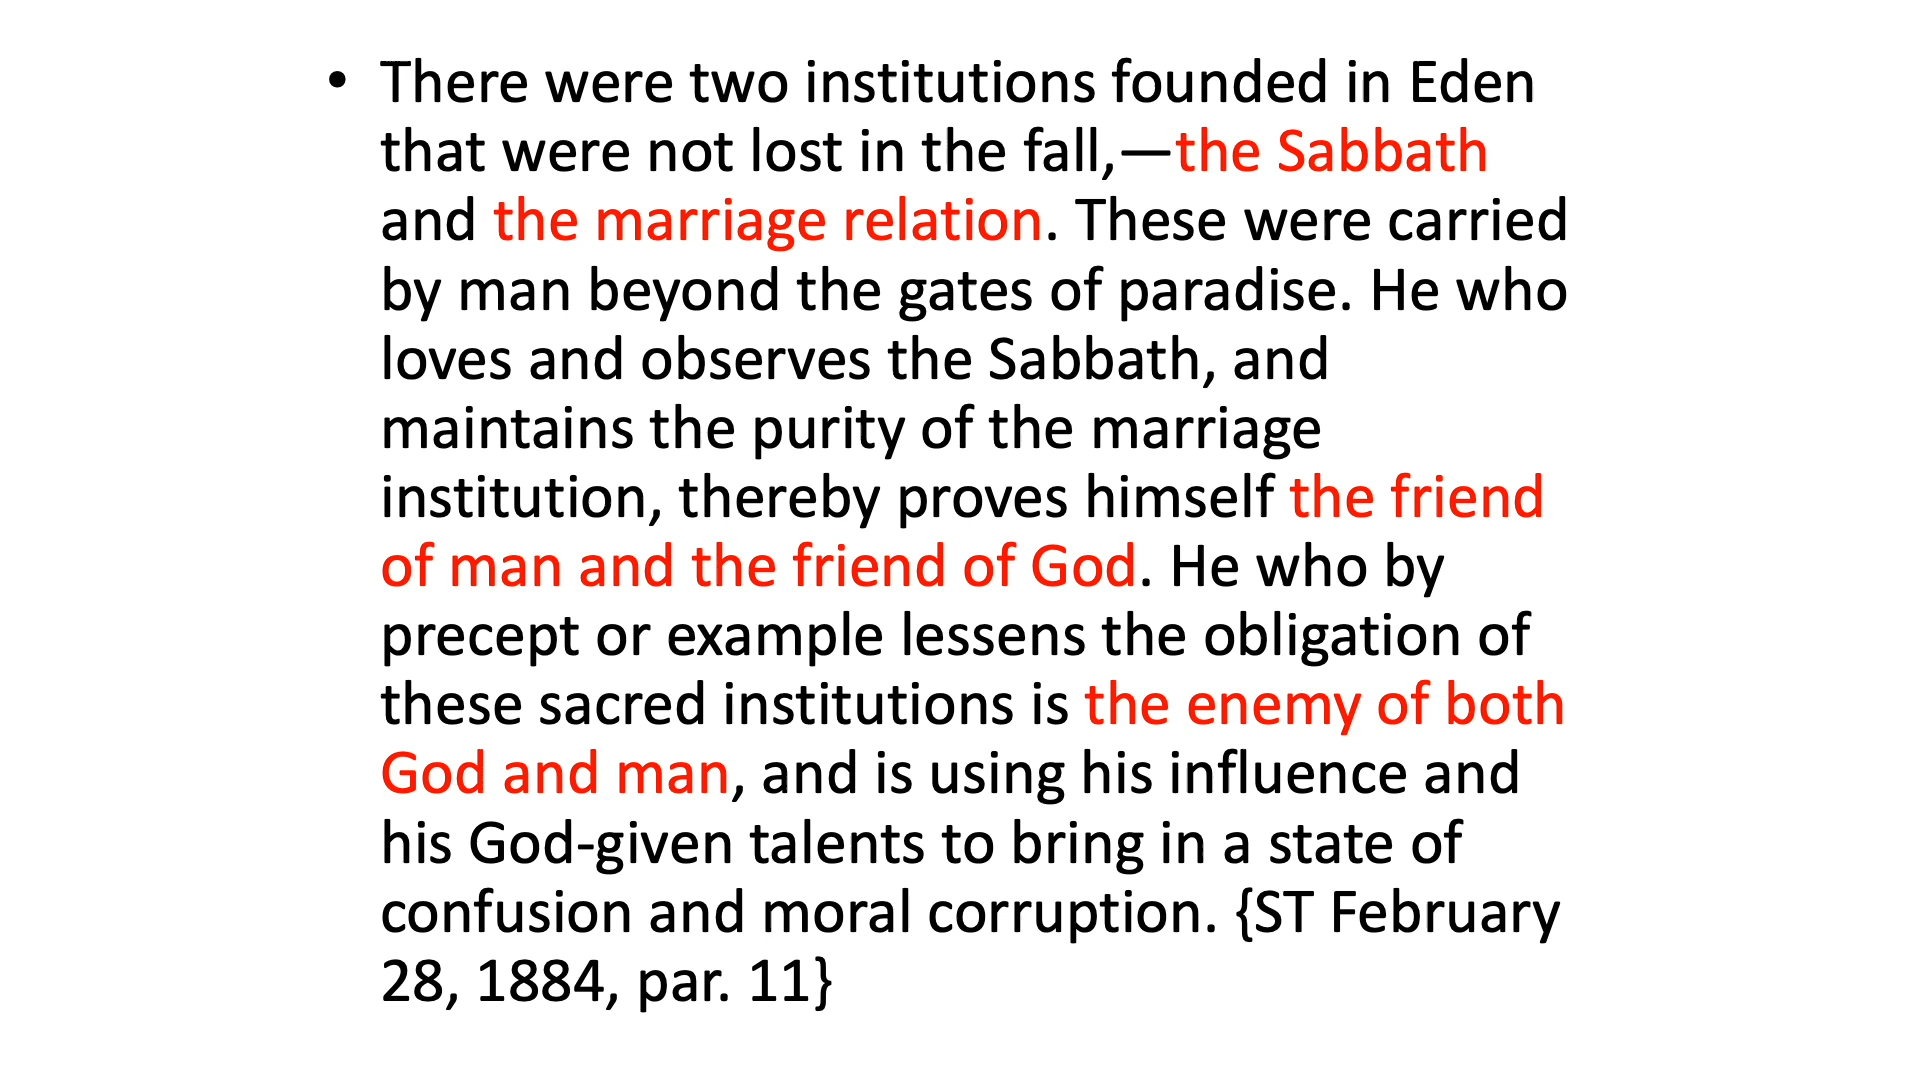 • There were two institutions founded in Eden
that were not lost in the fall,—the Sabbath
and the marriage relation. These were carried
by man beyond the gates of paradise. He who
loves and observes the Sabbath, and
maintains the purity of the marriage
institution, thereby proves himself the friend
of man and the friend of God. He who by
precept or example lessens the obligation of
these sacred institutions is the enemy of both
God and man, and is using his influence and
his God-given talents to bring in a state of
confusion and moral corruption. {ST February
28, 1884, par. 11}